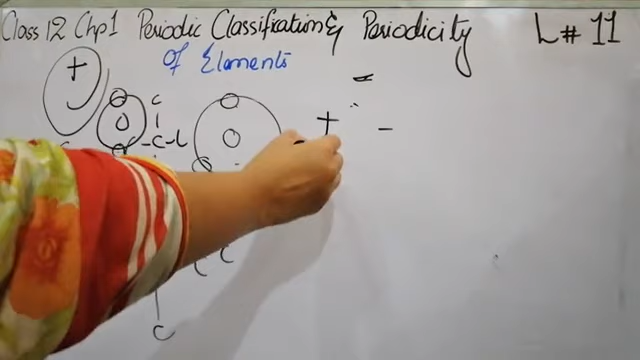 Class 12 Chp1 Periodic Classification & Periodicity L# 11
Of Elements
+
+ -
C
-C-
C
C